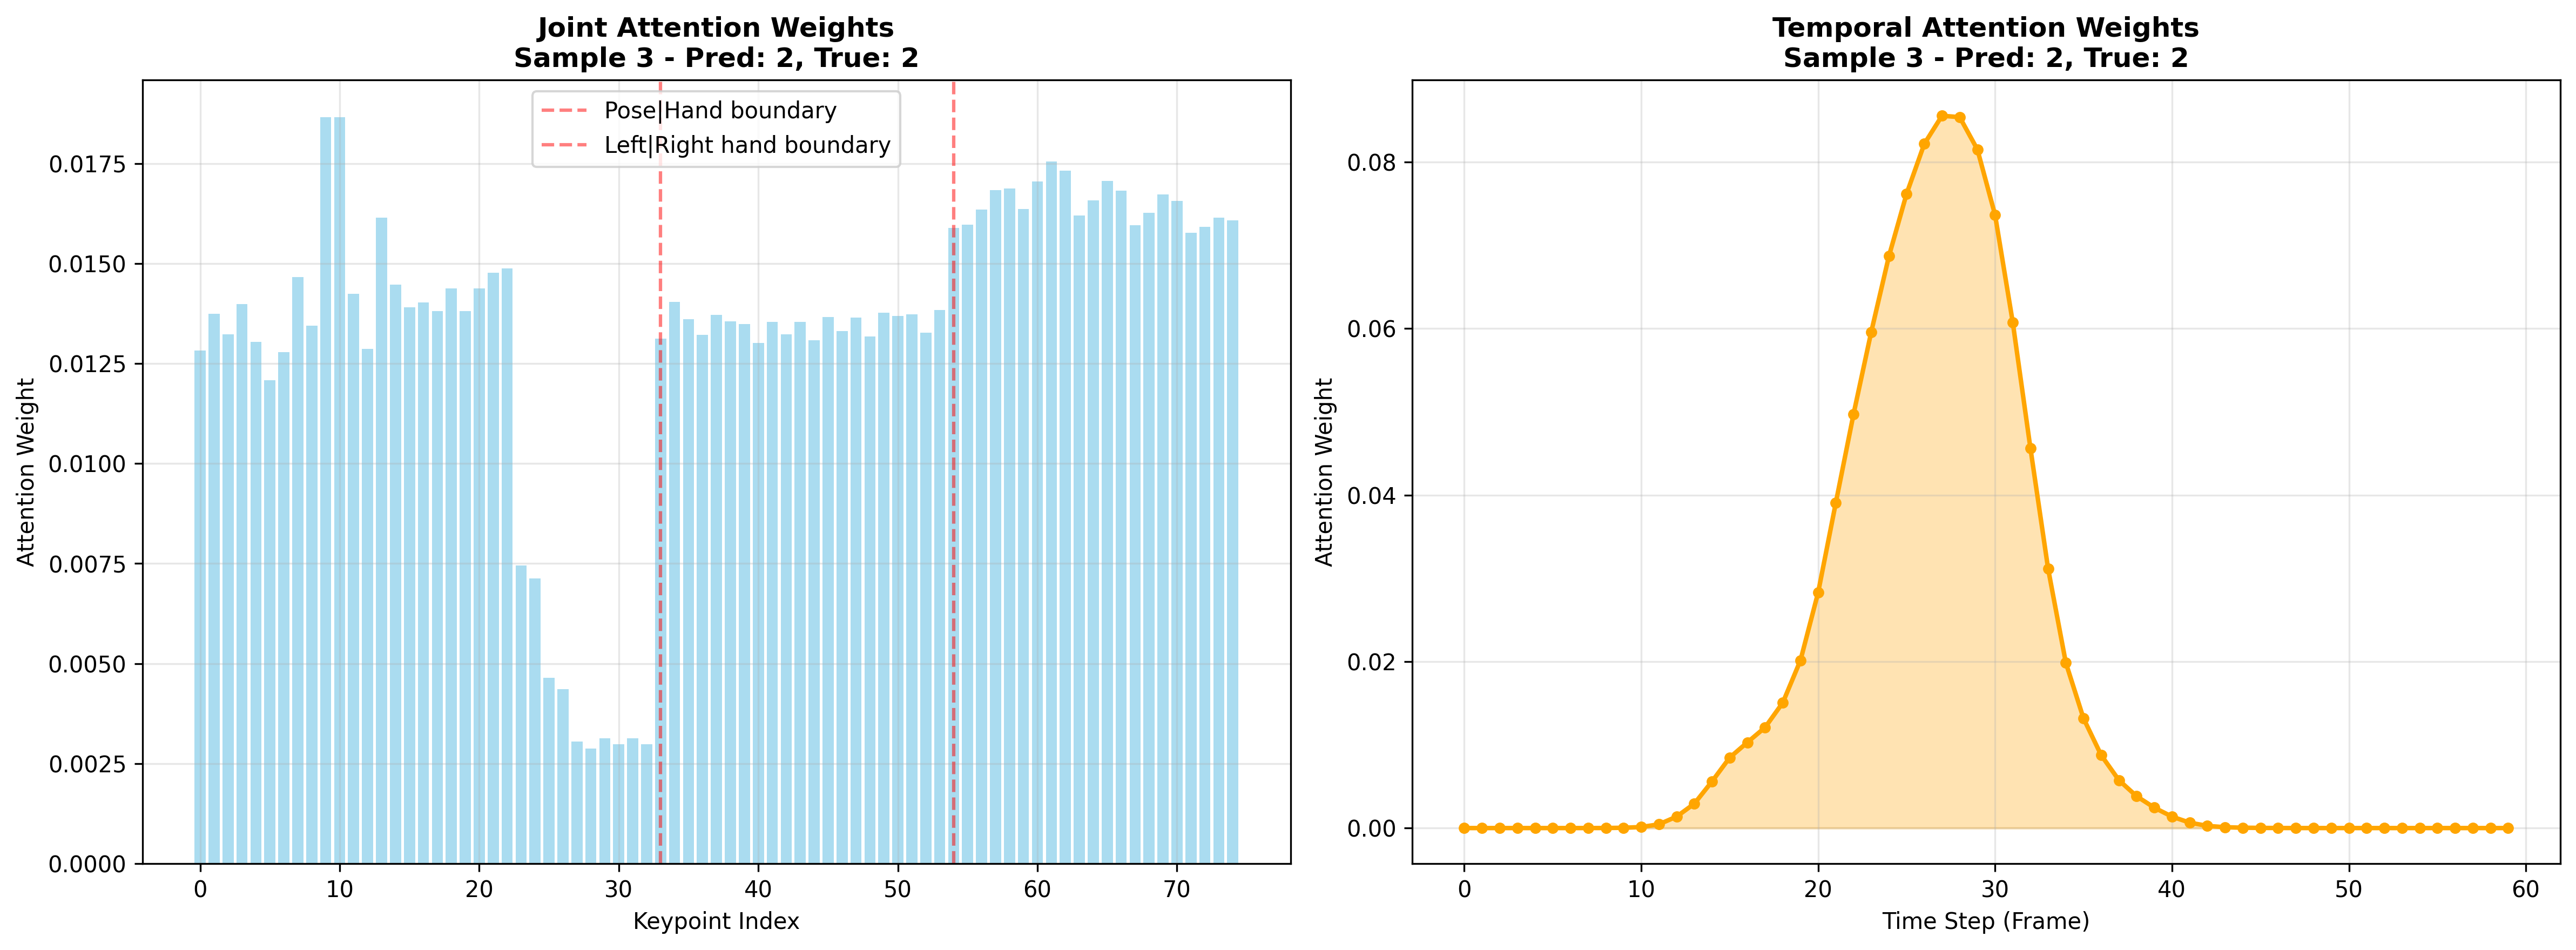 Joint Attention Weights
Sample 3 - Pred: 2, True: 2
Pose|Hand boundary
Left|Right hand boundary
0.0175
0.0150
0.0125
0.0100
0.0075
0.0050
0.0025
0.0000
Attention Weight
0 10 20 30 40 50 60 70
Keypoint Index
Temporal Attention Weights
Sample 3 - Pred: 2, True: 2
0.08
0.06
0.04
0.02
0.00
Attention Weight
0 10 20 30 40 50 60
Time Step (Frame)